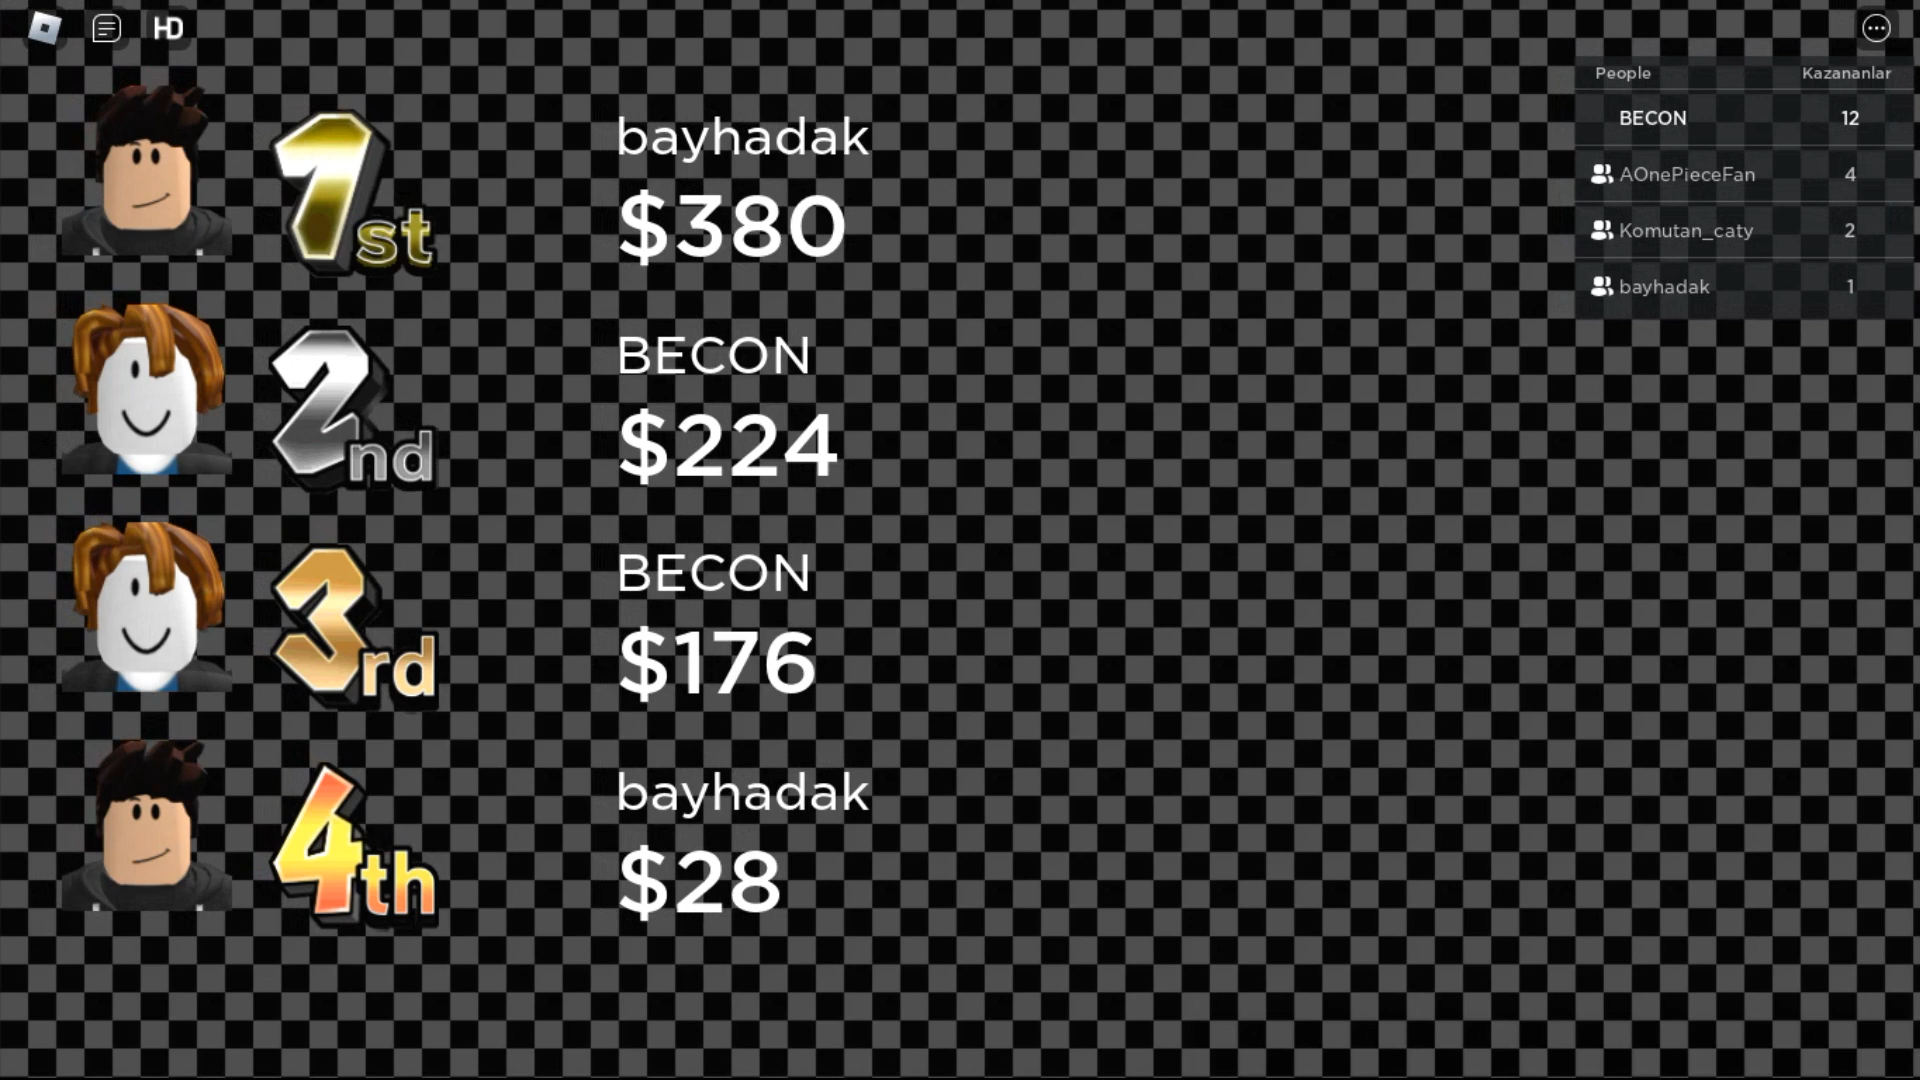 HD
People Kazananlar
BECON 12
AOnePieceFan 4
Komutan_caty 2
bayhadak 1
1st
bayhadak
$380
2nd
BECON
$224
3rd
BECON
$176
4th
bayhadak
$28